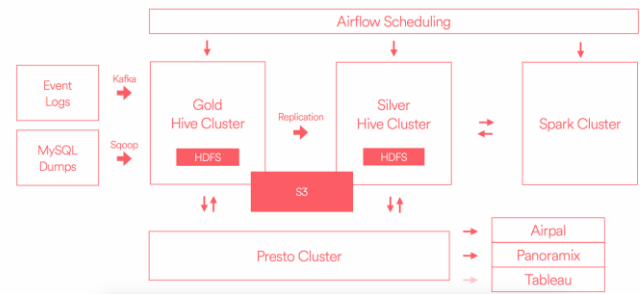 Airflow Scheduling
Event
Logs
Kafka
MySQL
Dumps
Sqoop
Gold
Hive Cluster
HDFS
Replication
Silver
Hive Cluster
HDFS
S3
Spark Cluster
Presto Cluster
Airpal
Panoramix
Tableau